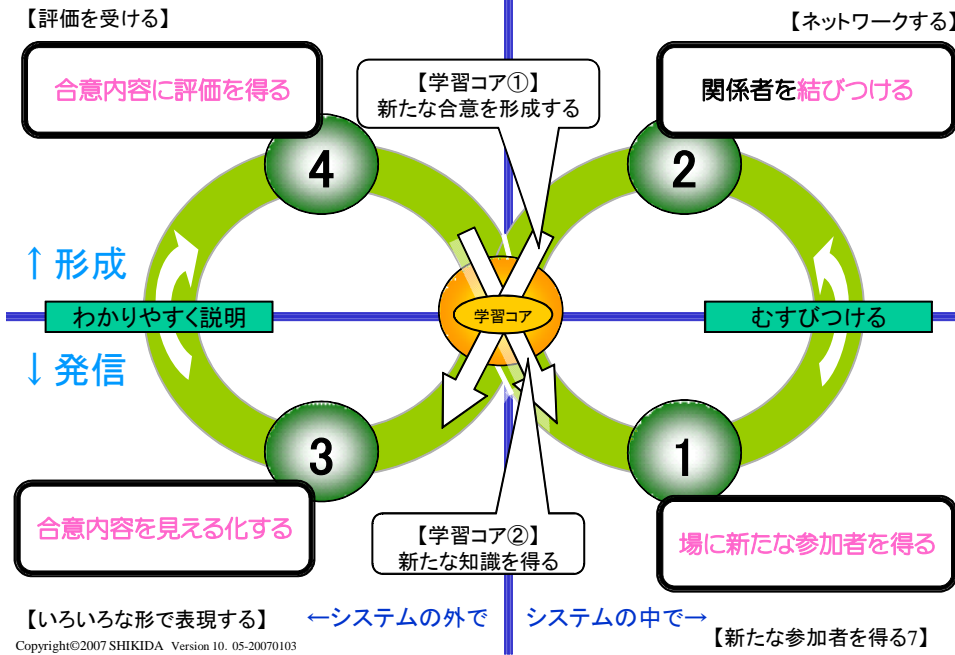 【評価を受ける】
【ネットワークする】
合意内容に評価を得る
【学習コア①】
新たな合意を形成する
関係者を結びつける
4
2
↑形成
わかりやすく説明
学習コア
むすびつける
↓発信
3
1
合意内容を見える化する
【学習コア②】
新たな知識を得る
場に新たな参加者を得る
【いろいろな形で表現する】
←システムの外で
システムの中で→
【新たな参加者を得る7】
Copyright©2007 SHIKIDA Version 10. 05-20070103